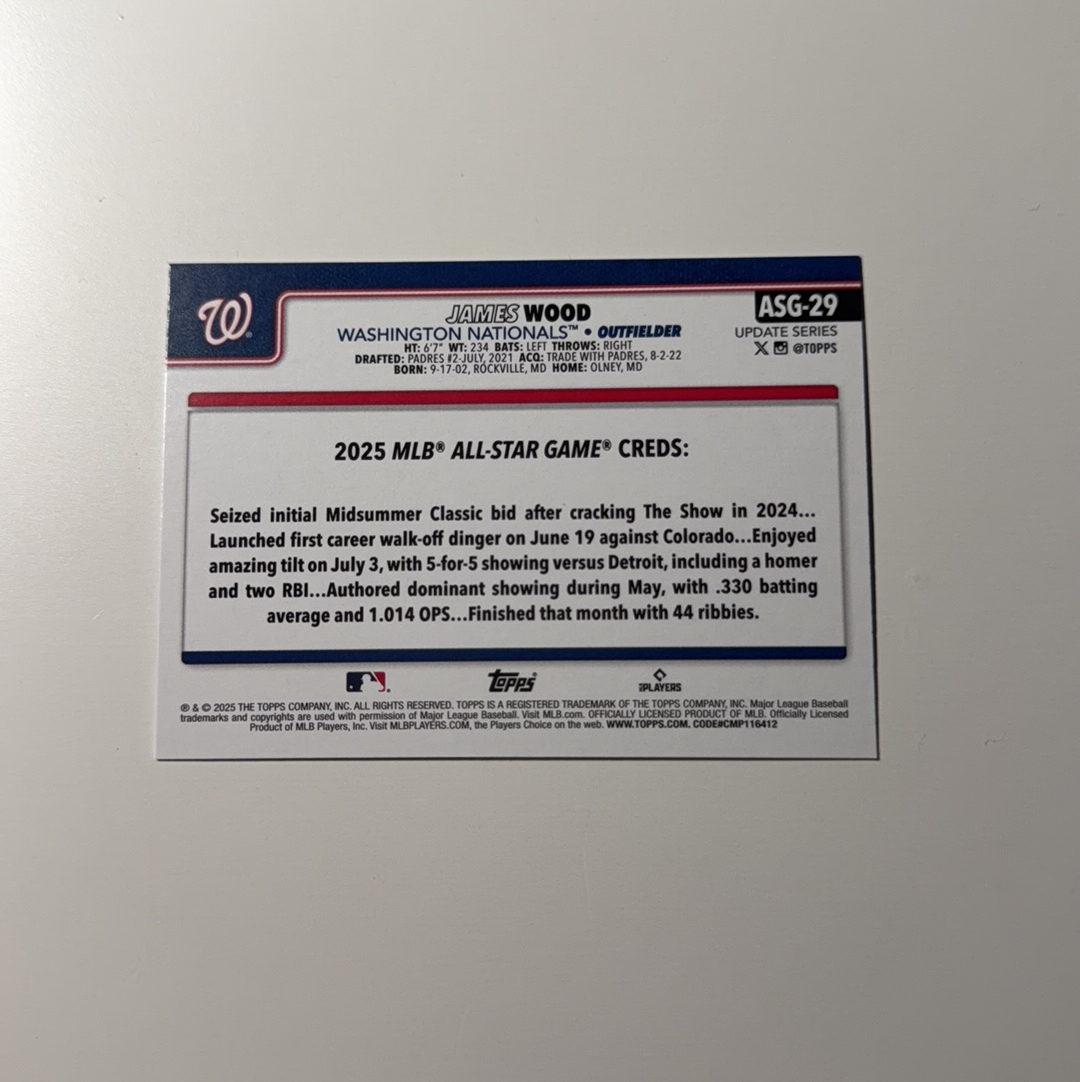 W
JAMES WOOD
ASG-29
WASHINGTON NATIONALS™ • OUTFIELDER
UPDATE SERIES
HT: 6'7" WT: 234 BATS: LEFT THROWS: RIGHT
@TOPPS
DRAFTED: PADRES #2-JULY, 2021 ACQ: TRADE WITH PADRES, 8-2-22
BORN: 9-17-02, ROCKVILLE, MD HOME: OLNEY, MD
2025 MLB® ALL-STAR GAME® CREDS:
Seized initial Midsummer Classic bid after cracking The Show in 2024...
Launched first career walk-off dinger on June 19 against Colorado...Enjoyed
amazing tilt on July 3, with 5-for-5 showing versus Detroit, including a homer
and two RBI...Authored dominant showing during May, with .330 batting
average and 1.014 OPS...Finished that month with 44 ribbies.
topps® PLAYERS
® & © 2025 THE TOPPS COMPANY, INC. ALL RIGHTS RESERVED. TOPPS IS A REGISTERED TRADEMARK OF THE TOPPS COMPANY, INC. Major League Baseball
trademarks and copyrights are used with permission of Major League Baseball. Visit MLB.com. OFFICIALLY LICENSED PRODUCT OF MLB. Officially Licensed
Product of MLB Players, Inc. Visit MLBPLAYERS.COM, the Players Choice on the web. WWW.TOPPS.COM. CODE#CMP116412